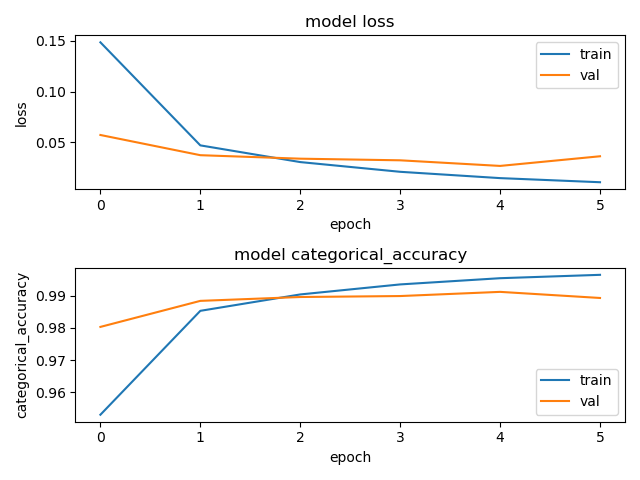 model loss
0.15
0.10
0.05
loss
train
val
0 1 2 3 4 5
epoch
model categorical_accuracy
0.99
0.98
0.97
0.96
categorical_accuracy
train
val
0 1 2 3 4 5
epoch